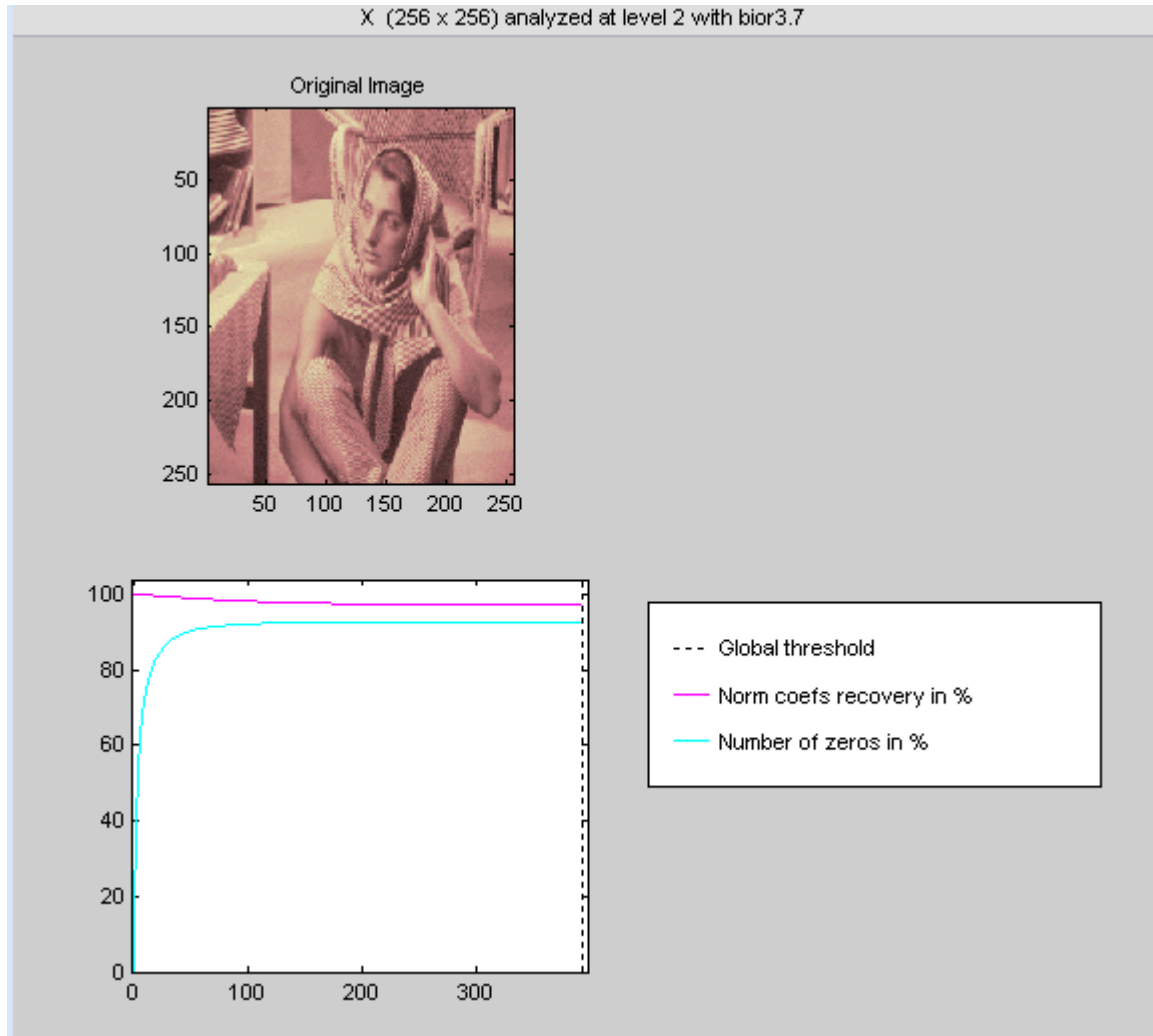 X (256 x 256) analyzed at level 2 with bior3.7
Original Image
50
100
150
200
250
50 100 150 200 250
100
80
60
40
20
0
0 100 200 300
Global threshold
Norm coefs recovery in %
Number of zeros in %